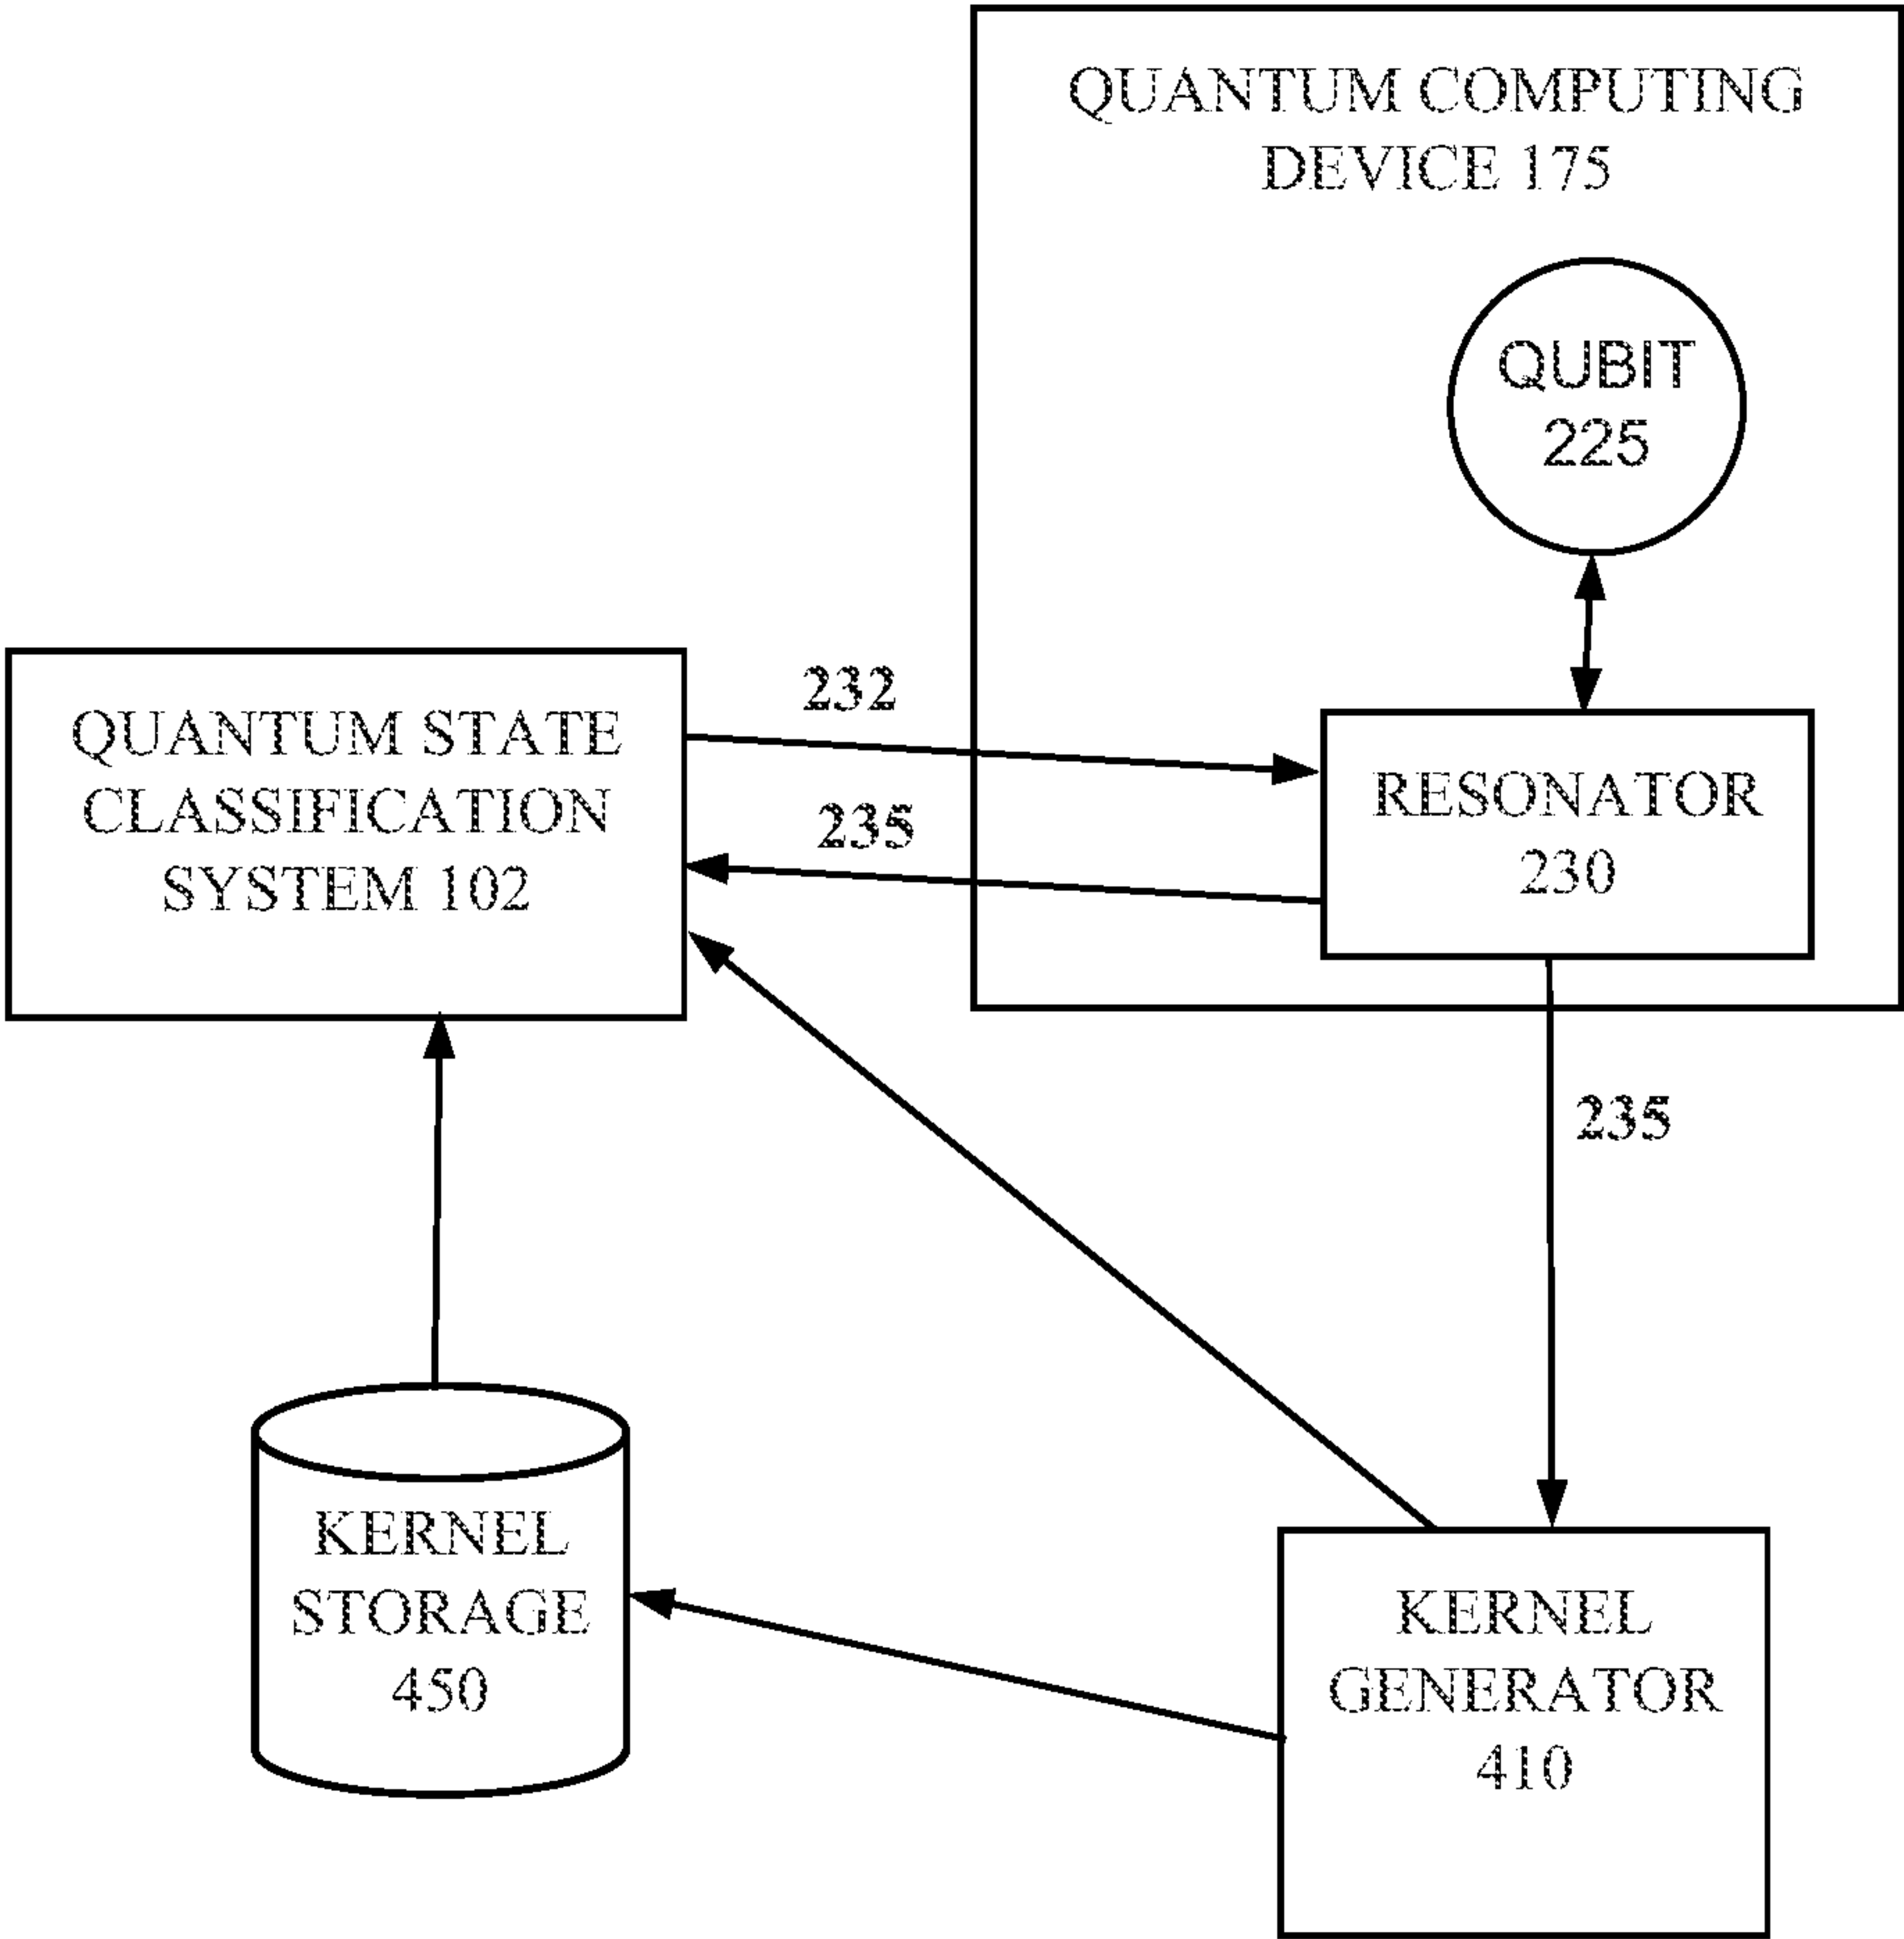 QUANTUM COMPUTING
DEVICE 175
QUBIT
225
232
QUANTUM STATE
CLASSIFICATION
SYSTEM 102
RESONATOR
230
235
235
KERNEL
STORAGE
450
KERNEL
GENERATOR
410